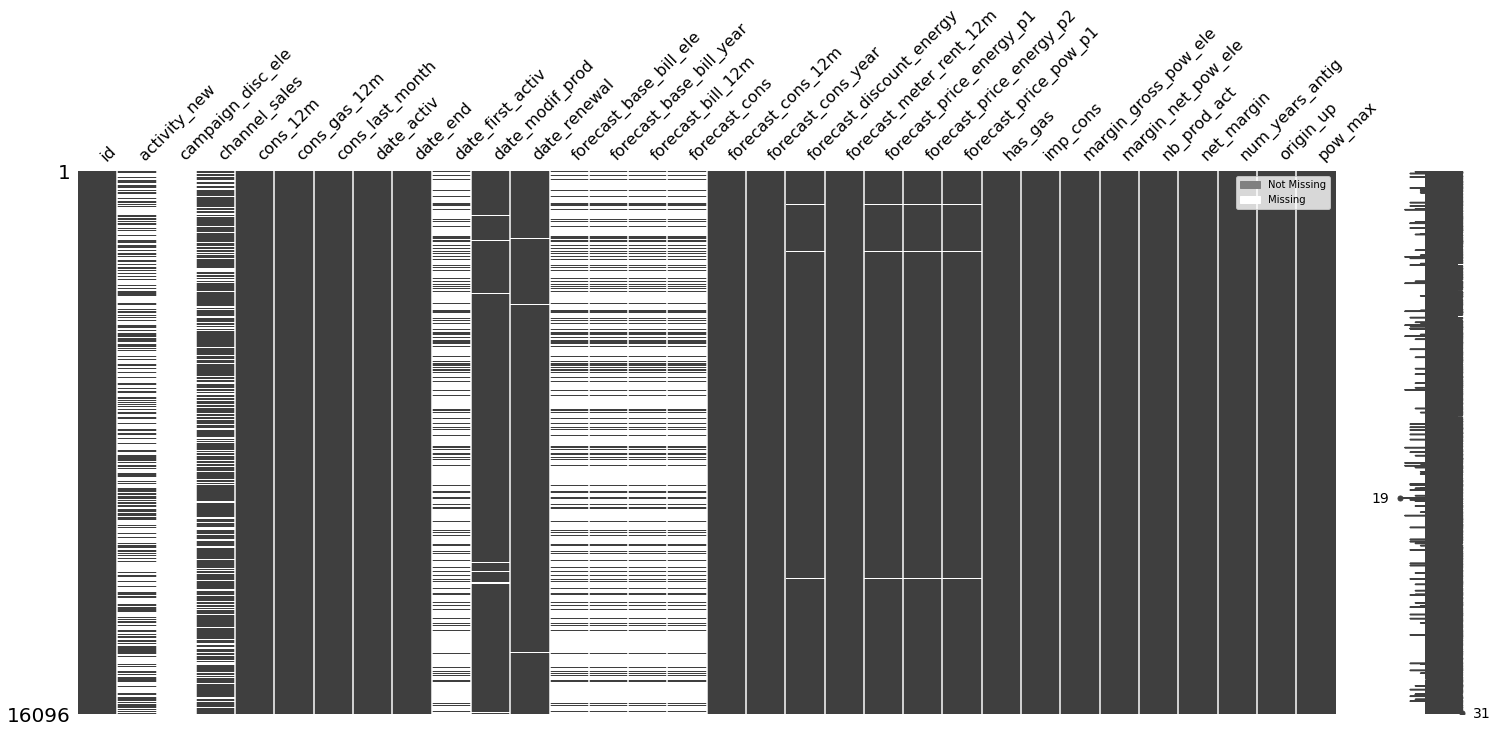 id
activity_new
campaign_disc_ele
channel_sales
cons_12m
cons_gas_12m
cons_last_month
date_activ
date_end
date_first_activ
date_modif_prod
date_renewal
forecast_base_bill_ele
forecast_base_bill_year
forecast_bill_12m
forecast_cons
forecast_cons_12m
forecast_cons_year
forecast_discount_energy
forecast_meter_rent_12m
forecast_price_energy_p1
forecast_price_energy_p2
forecast_price_pow_p1
has_gas
imp_cons
margin_gross_pow_ele
margin_net_pow_ele
nb_prod_act
net_margin
num_years_antig
origin_up
pow_max
1
Not Missing
Missing
19
16096
31